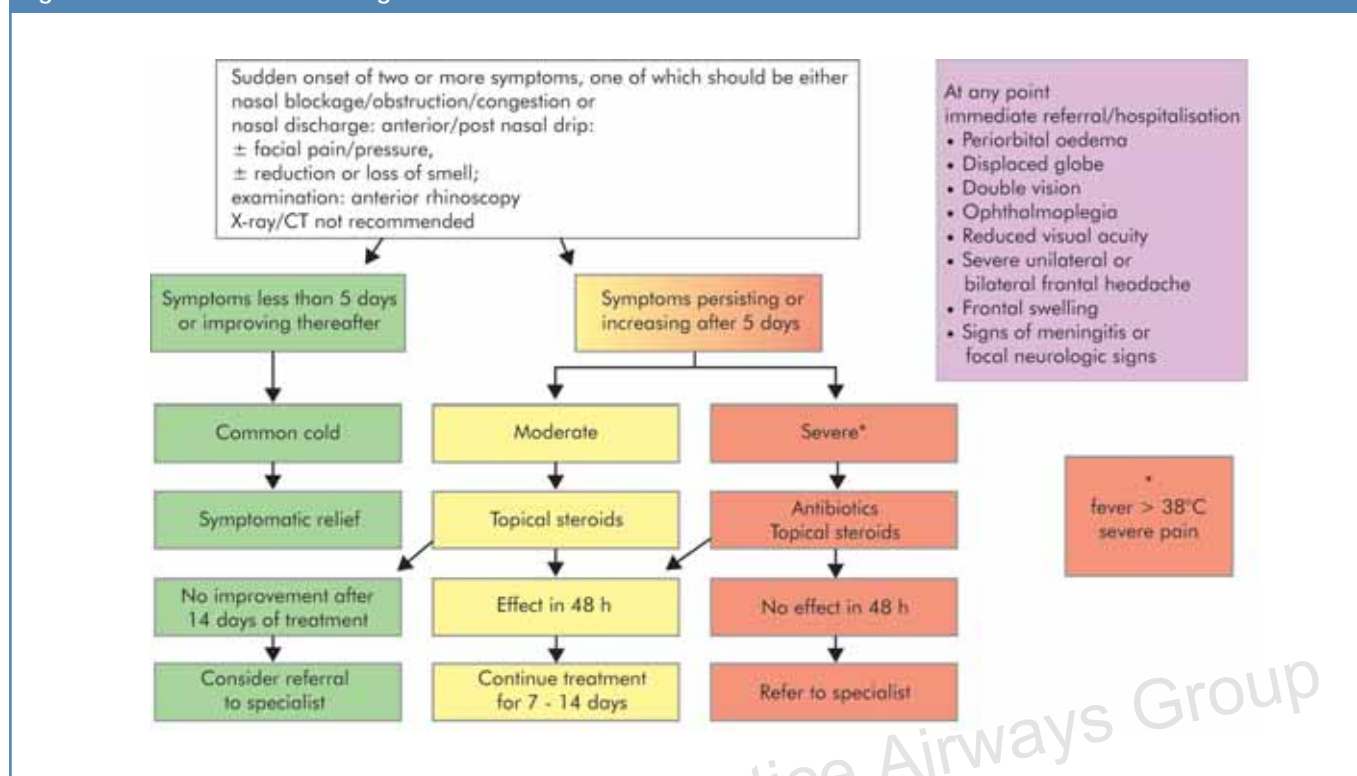 Sudden onset of two or more symptoms, one of which should be either
nasal blockage/obstruction/congestion or
nasal discharge: anterior/post nasal drip:
± facial pain/pressure,
± reduction or loss of smell;
examination: anterior rhinoscopy
X-ray/CT not recommended
At any point
immediate referral/hospitalisation
• Periorbital oedema
• Displaced globe
• Double vision
• Ophthalmoplegia
• Reduced visual acuity
• Severe unilateral or
bilateral frontal headache
• Frontal swelling
• Signs of meningitis or
focal neurologic signs
Symptoms less than 5 days
or improving thereafter
Symptoms persisting or
increasing after 5 days
Common cold
Moderate
Severe*
Symptomatic relief
Topical steroids
Antibiotics
Topical steroids
*
fever > 38°C
severe pain
No improvement after
14 days of treatment
Effect in 48 h
No effect in 48 h
Consider referral
to specialist
Continue treatment
for 7 - 14 days
Refer to specialist
Airways Group